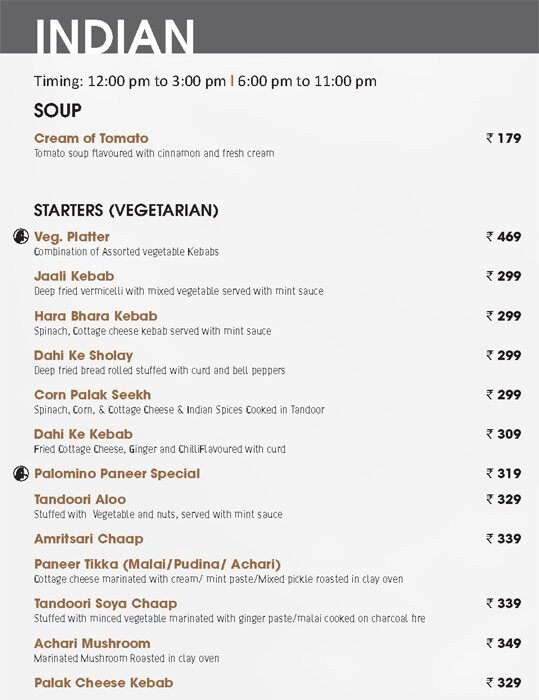 INDIAN
Timing: 12:00 pm to 3:00 pm | 6:00 pm to 11:00 pm
SOUP
Cream of Tomato ₹ 179
Tomato soup flavoured with cinnamon and fresh cream
STARTERS (VEGETARIAN)
Veg. Platter ₹ 469
Combination of Assorted vegetable Kebabs
Jaali Kebab ₹ 299
Deep fried vermicelli with mixed vegetable served with mint sauce
Hara Bhara Kebab ₹ 299
Spinach, Cottage cheese kebab served with mint sauce
Dahi Ke Sholay ₹ 299
Deep fried bread rolled stuffed with curd and bell peppers
Corn Palak Seekh ₹ 299
Spinach, Corn, & Cottage Cheese & Indian Spices Cooked in Tandoor
Dahi Ke Kebab ₹ 309
Fried Cottage Cheese, Ginger and ChilliFlavoured with curd
Palomino Paneer Special ₹ 319
Tandoori Aloo ₹ 329
Stuffed with Vegetable and nuts, served with mint sauce
Amritsari Chaap ₹ 339
Paneer Tikka (Malai/Pudina/ Achari)
Cottage cheese marinated with cream/ mint paste/Mixed pickle roasted in clay oven
Tandoori Soya Chaap ₹ 339
Stuffed with minced vegetable marinated with ginger paste/malai cooked on charcoal fire
Achari Mushroom ₹ 349
Marinated Mushroom Roasted in clay oven
Palak Cheese Kebab ₹ 329